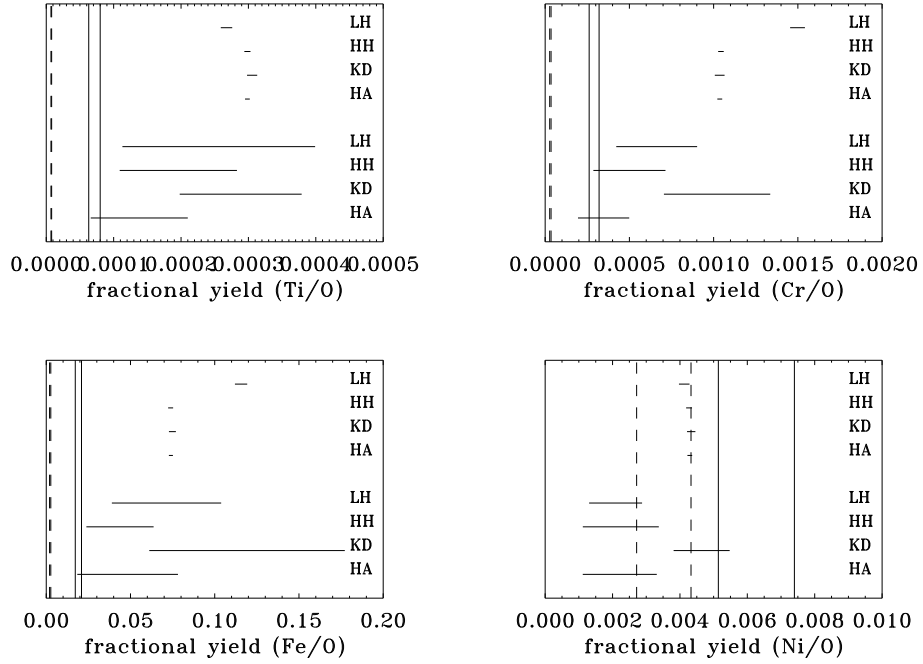 LH
HH
KD
HA
LH
HH
KD
HA
0.0000 0.0001 0.0002 0.0003 0.0004 0.0005
fractional yield (Ti/O)
LH
HH
KD
HA
LH
HH
KD
HA
0.0000 0.0005 0.0010 0.0015 0.0020
fractional yield (Cr/O)
LH
HH
KD
HA
LH
HH
KD
HA
0.00 0.05 0.10 0.15 0.20
fractional yield (Fe/O)
LH
HH
KD
HA
LH
HH
KD
HA
0.000 0.002 0.004 0.006 0.008 0.010
fractional yield (Ni/O)